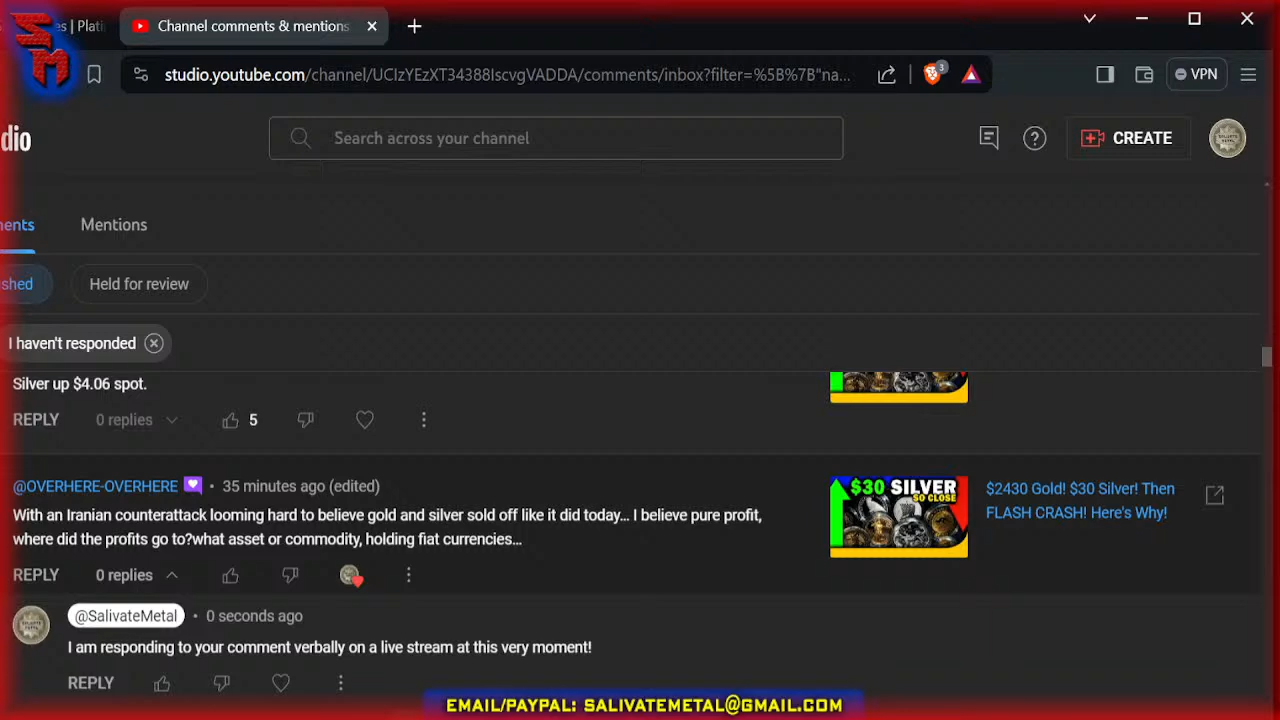 SM
es | Plati
Channel comments & mentions
studio.youtube.com/channel/UCIzYEzXT34388IscvgVADDA/comments/inbox?filter=%5B%7B"na...
3
VPN
dio
Search across your channel
CREATE
ments
Mentions
shed
Held for review
I haven't responded
Silver up $4.06 spot.
REPLY 0 replies 5
@OVERHERE-OVERHERE • 35 minutes ago (edited)
With an Iranian counterattack looming hard to believe gold and silver sold off like it did today... I believe pure profit,
where did the profits go to?what asset or commodity, holding fiat currencies...
$30 SILVER
SO CLOSE
$2430 Gold! $30 Silver! Then
FLASH CRASH! Here's Why!
REPLY 0 replies
@SalivateMetal • 0 seconds ago
I am responding to your comment verbally on a live stream at this very moment!
REPLY
EMAIL/PAYPAL: SALIVATEMETAL@GMAIL.COM